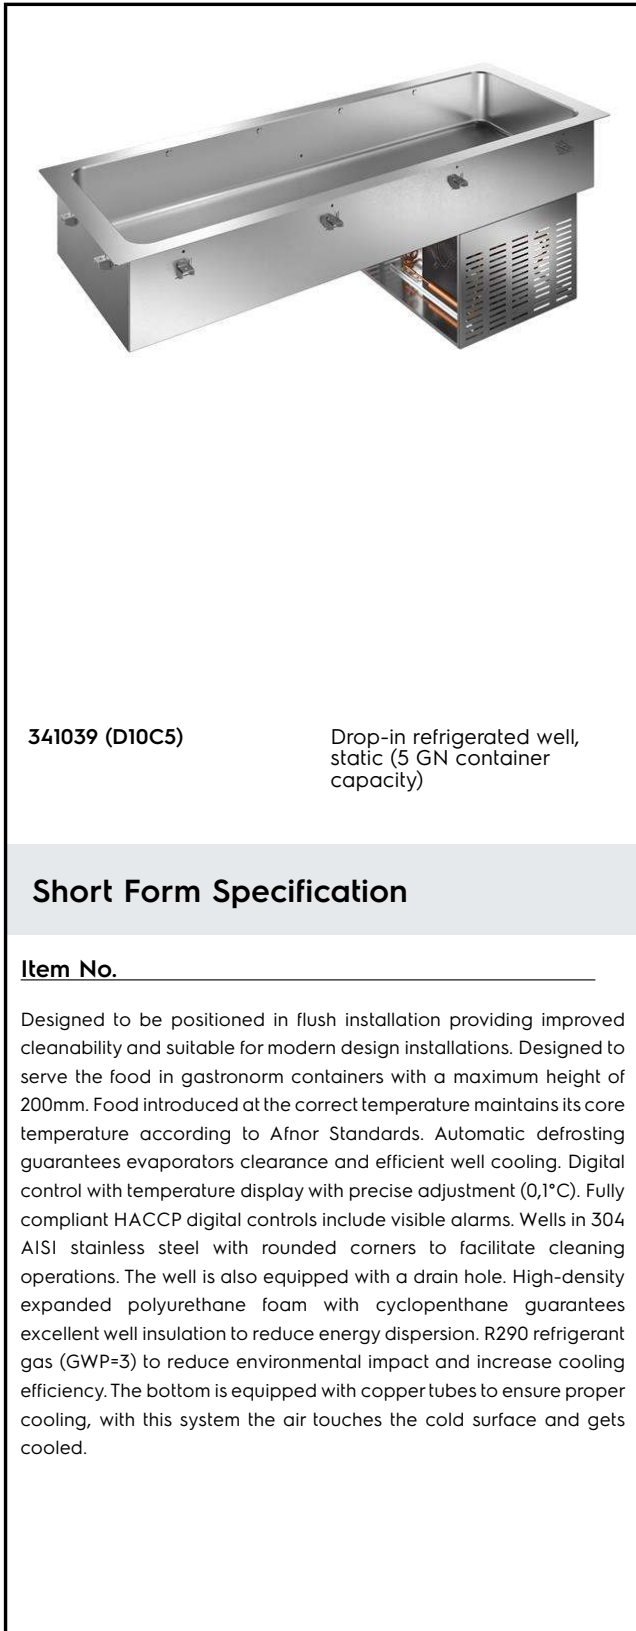 341039 (D10C5)
Drop-in refrigerated well,
static (5 GN container
capacity)
Short Form Specification
Item No.
Designed to be positioned in flush installation providing improved
cleanability and suitable for modern design installations. Designed to
serve the food in gastronorm containers with a maximum height of
200mm. Food introduced at the correct temperature maintains its core
temperature according to Afnor Standards. Automatic defrosting
guarantees evaporators clearance and efficient well cooling. Digital
control with temperature display with precise adjustment (0,1°C). Fully
compliant HACCP digital controls include visible alarms. Wells in 304
AISI stainless steel with rounded corners to facilitate cleaning
operations. The well is also equipped with a drain hole. High-density
expanded polyurethane foam with cyclopenthane guarantees
excellent well insulation to reduce energy dispersion. R290 refrigerant
gas (GWP=3) to reduce environmental impact and increase cooling
efficiency. The bottom is equipped with copper tubes to ensure proper
cooling, with this system the air touches the cold surface and gets
cooled.